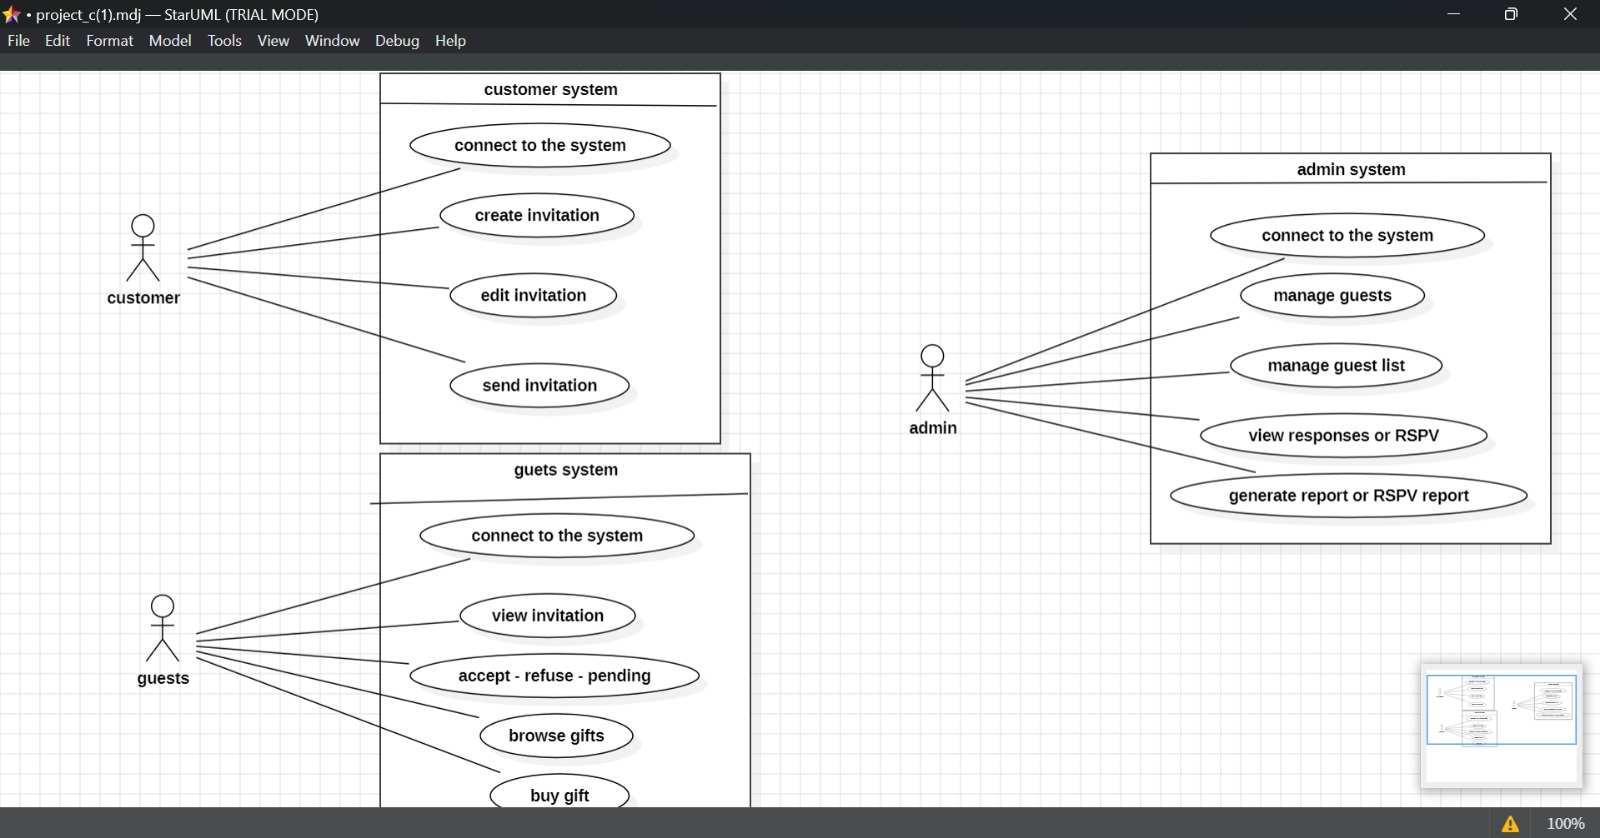 • project_c(1).mdj — StarUML (TRIAL MODE)
File Edit Format Model Tools View Window Debug Help
customer system
connect to the system
create invitation
edit invitation
send invitation
customer
guets system
connect to the system
view invitation
accept - refuse - pending
browse gifts
buy gift
guests
admin system
connect to the system
manage guests
manage guest list
view responses or RSPV
generate report or RSPV report
admin
100%